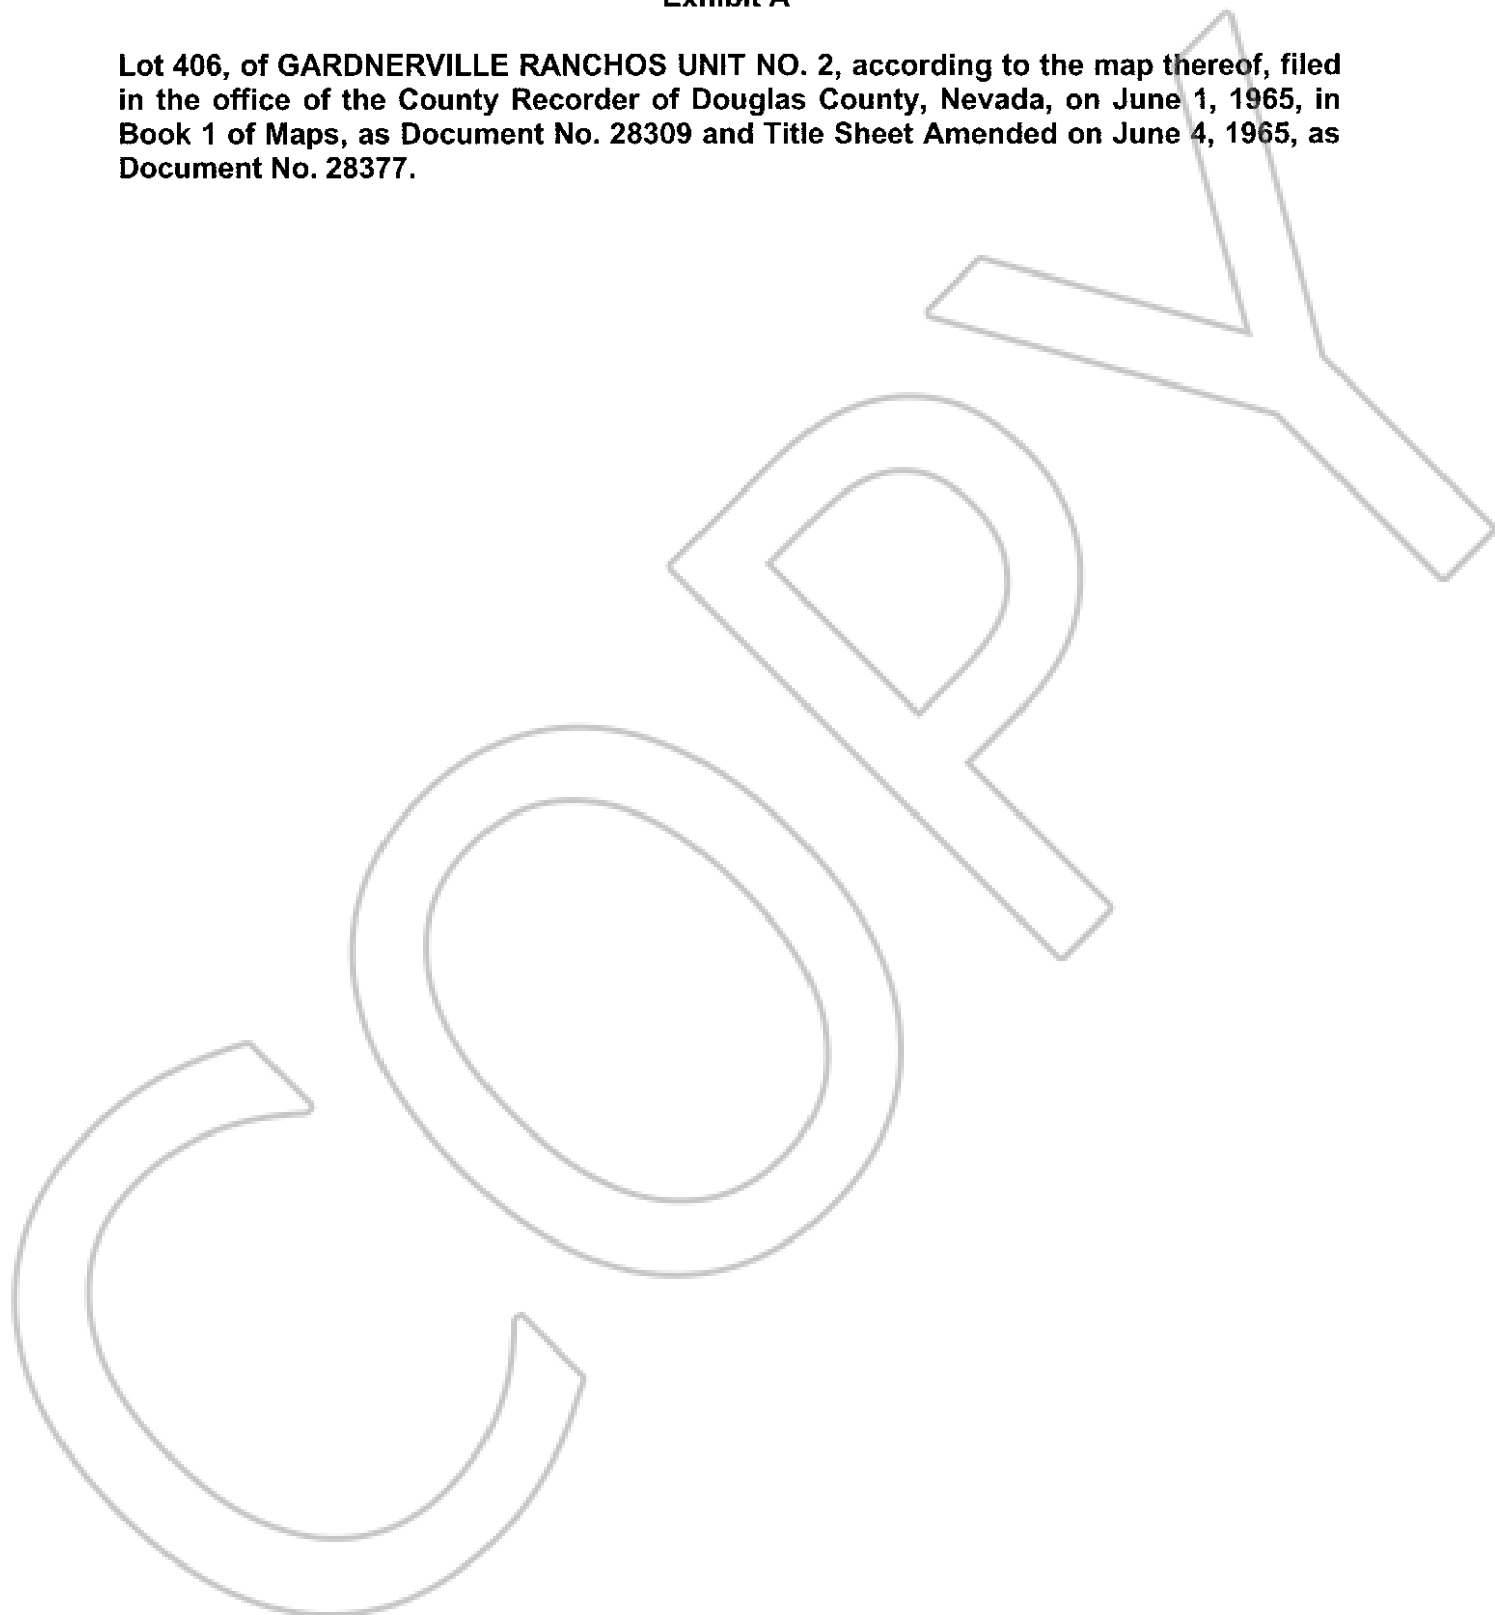 Exhibit A
Lot 406, of GARDNERVILLE RANCHOS UNIT NO. 2, according to the map thereof, filed
in the office of the County Recorder of Douglas County, Nevada, on June 1, 1965, in
Book 1 of Maps, as Document No. 28309 and Title Sheet Amended on June 4, 1965, as
Document No. 28377.
COPY